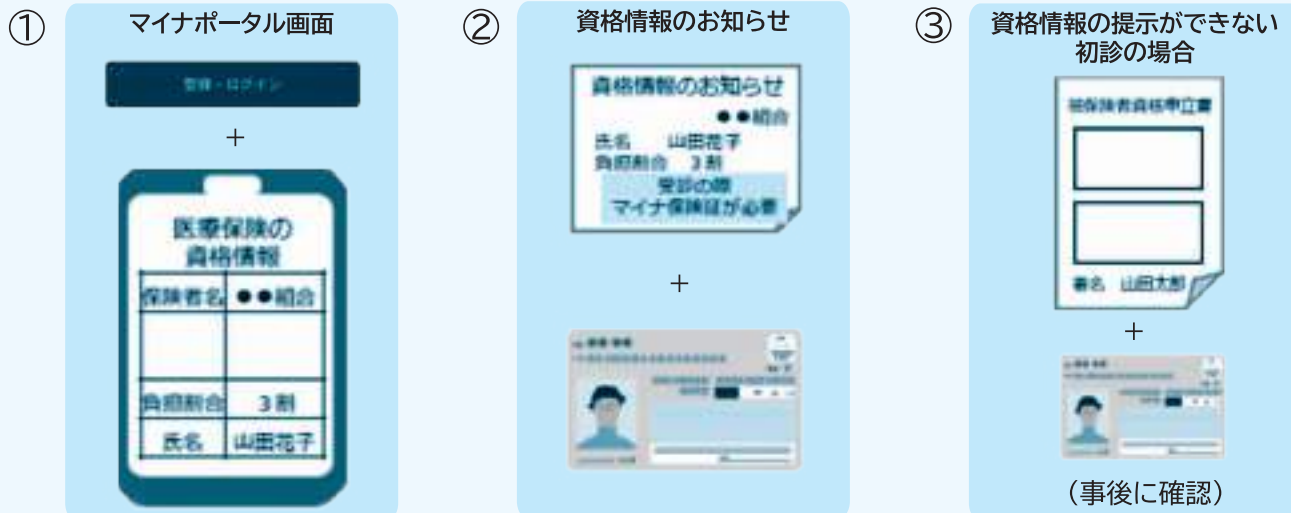 ①
マイナポータル画面
登録・ログイン
+
医療保険の
資格情報
保険者名 ●●組合
負担割合 3割
氏名 山田花子
②
資格情報のお知らせ
資格情報のお知らせ
●●組合
氏名 山田花子
負担割合 3割
受診の際
マイナ保険証が必要
+
③
資格情報の提示ができない
初診の場合
被保険者資格申立書
署名 山田太郎
+
(事後に確認)